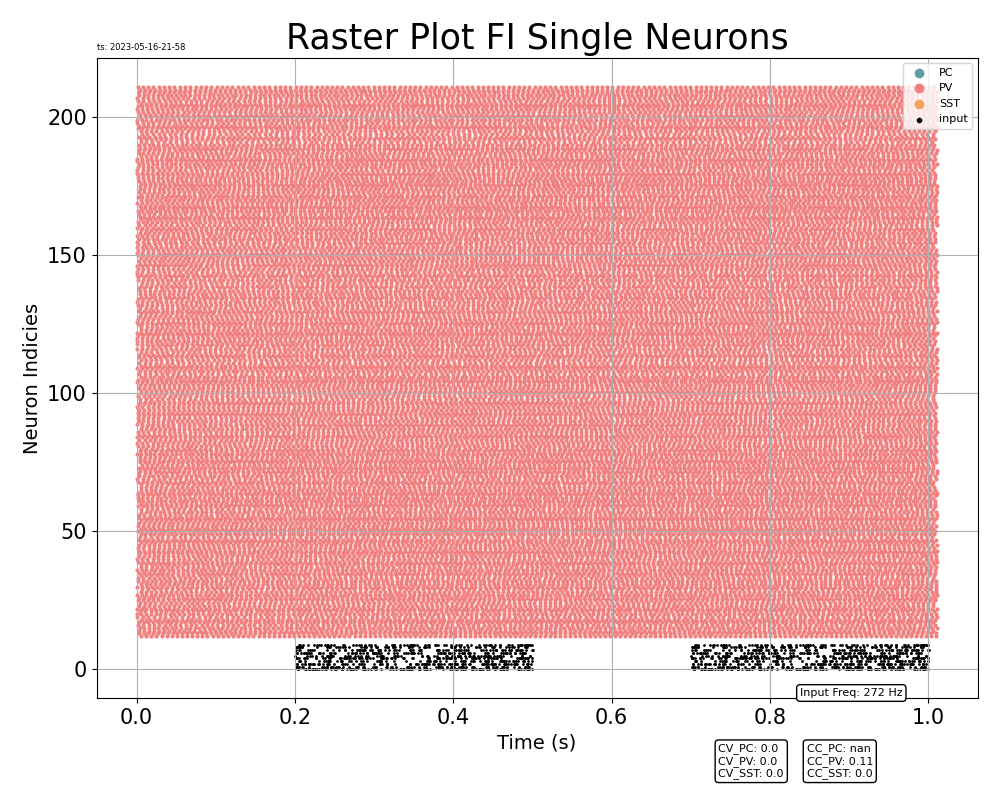 Raster Plot FI Single Neurons
ts: 2023-05-16-21-58
PC
PV
SST
input
200
150
100
50
0
Neuron Indicies
0.0 0.2 0.4 0.6 0.8 1.0
Input Freq: 272 Hz
Time (s)
CV_PC: 0.0
CV_PV: 0.0
CV_SST: 0.0
CC_PC: nan
CC_PV: 0.11
CC_SST: 0.0